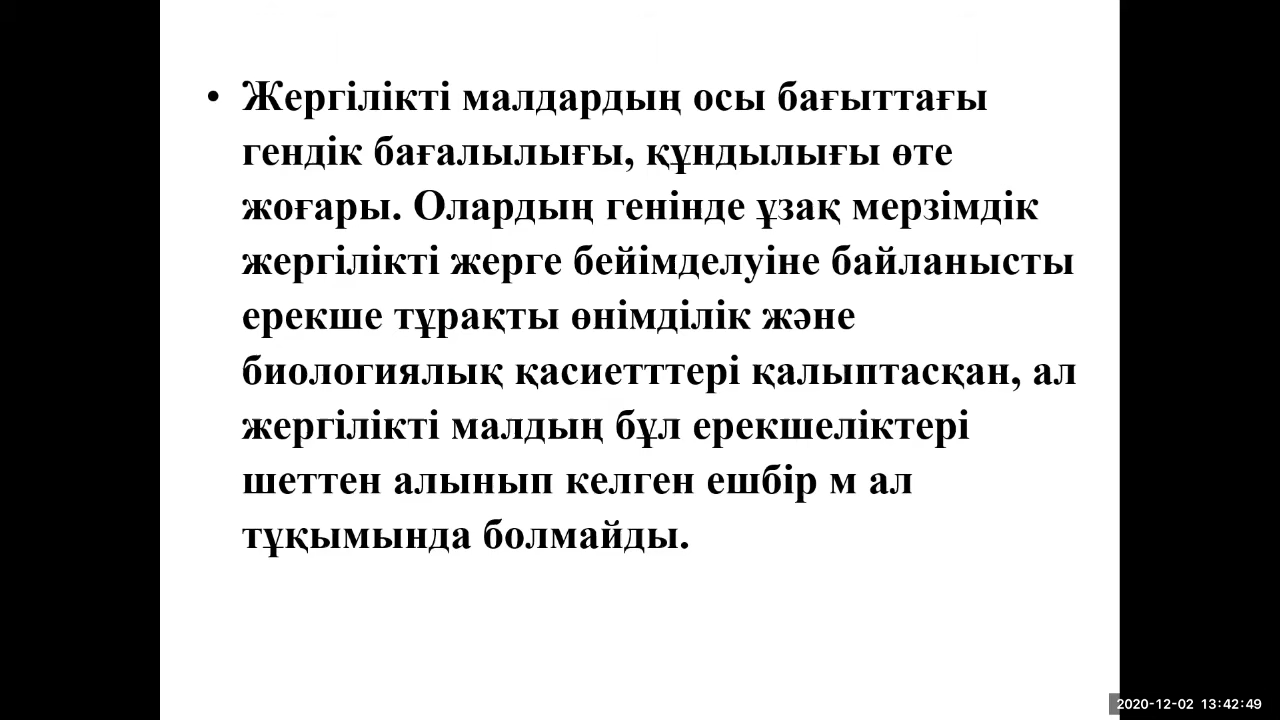 • Жергілікті малдардың осы бағыттағы
гендік бағалылығы, құндылығы өте
жоғары. Олардың генінде ұзақ мерзімдік
жергілікті жерге бейімделуіне байланысты
ерекше тұрақты өнімділік және
биологиялық қасиетттері қалыптасқан, ал
жергілікті малдың бұл ерекшеліктері
шеттен алынып келген ешбір м ал
тұқымында болмайды.
2020-12-02 13:42:49